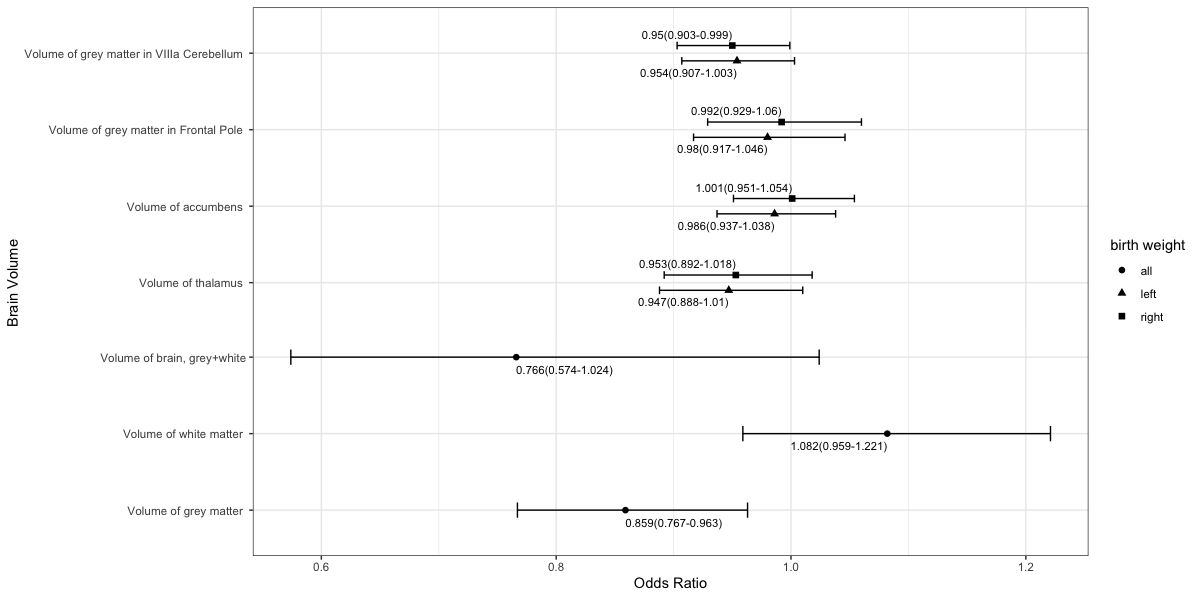 0.95(0.903-0.999)
Volume of grey matter in VIIIa Cerebellum
0.954(0.907-1.003)
0.992(0.929-1.06)
Volume of grey matter in Frontal Pole
0.98(0.917-1.046)
1.001(0.951-1.054)
Volume of accumbens
0.986(0.937-1.038)
0.953(0.892-1.018)
Volume of thalamus
0.947(0.888-1.01)
Volume of brain, grey+white
0.766(0.574-1.024)
Volume of white matter
1.082(0.959-1.221)
Volume of grey matter
0.859(0.767-0.963)
Brain Volume
0.6 0.8 1.0 1.2
Odds Ratio
birth weight
all
left
right